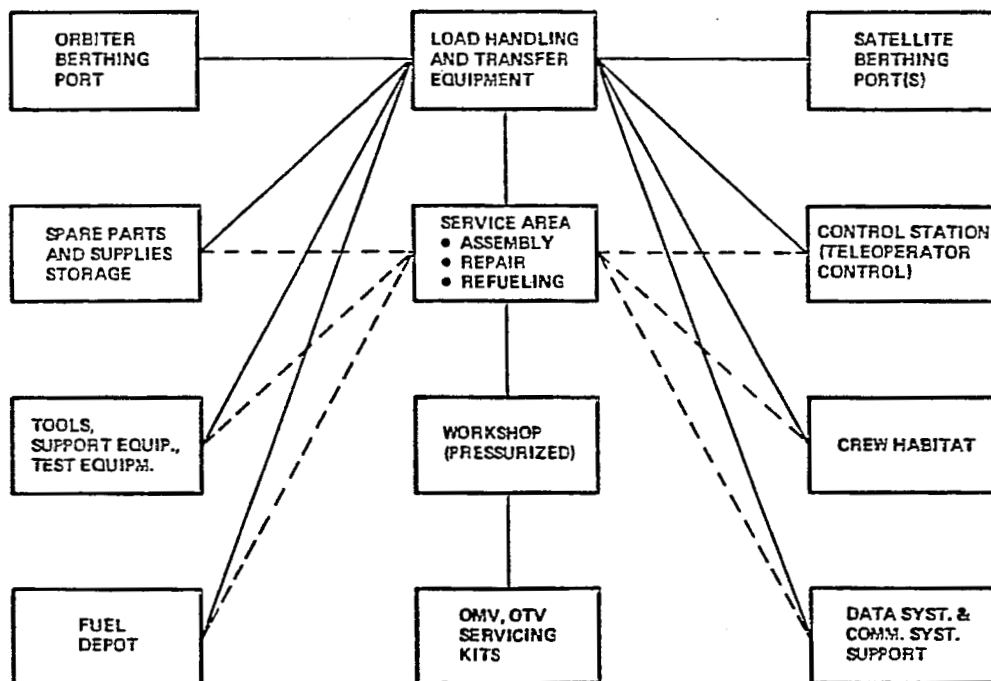 ORBITER
BERTHING
PORT
LOAD HANDLING
AND TRANSFER
EQUIPMENT
SATELLITE
BERTHING
PORT(S)
SPARE PARTS
AND SUPPLIES
STORAGE
SERVICE AREA
● ASSEMBLY
● REPAIR
● REFUELING
CONTROL STATION
(TELEOPERATOR
CONTROL)
TOOLS,
SUPPORT EQUIP.,
TEST EQUIPM.
WORKSHOP
(PRESSURIZED)
CREW HABITAT
FUEL
DEPOT
OMV, OTV
SERVICING
KITS
DATA SYST. &
COMM. SYST.
SUPPORT